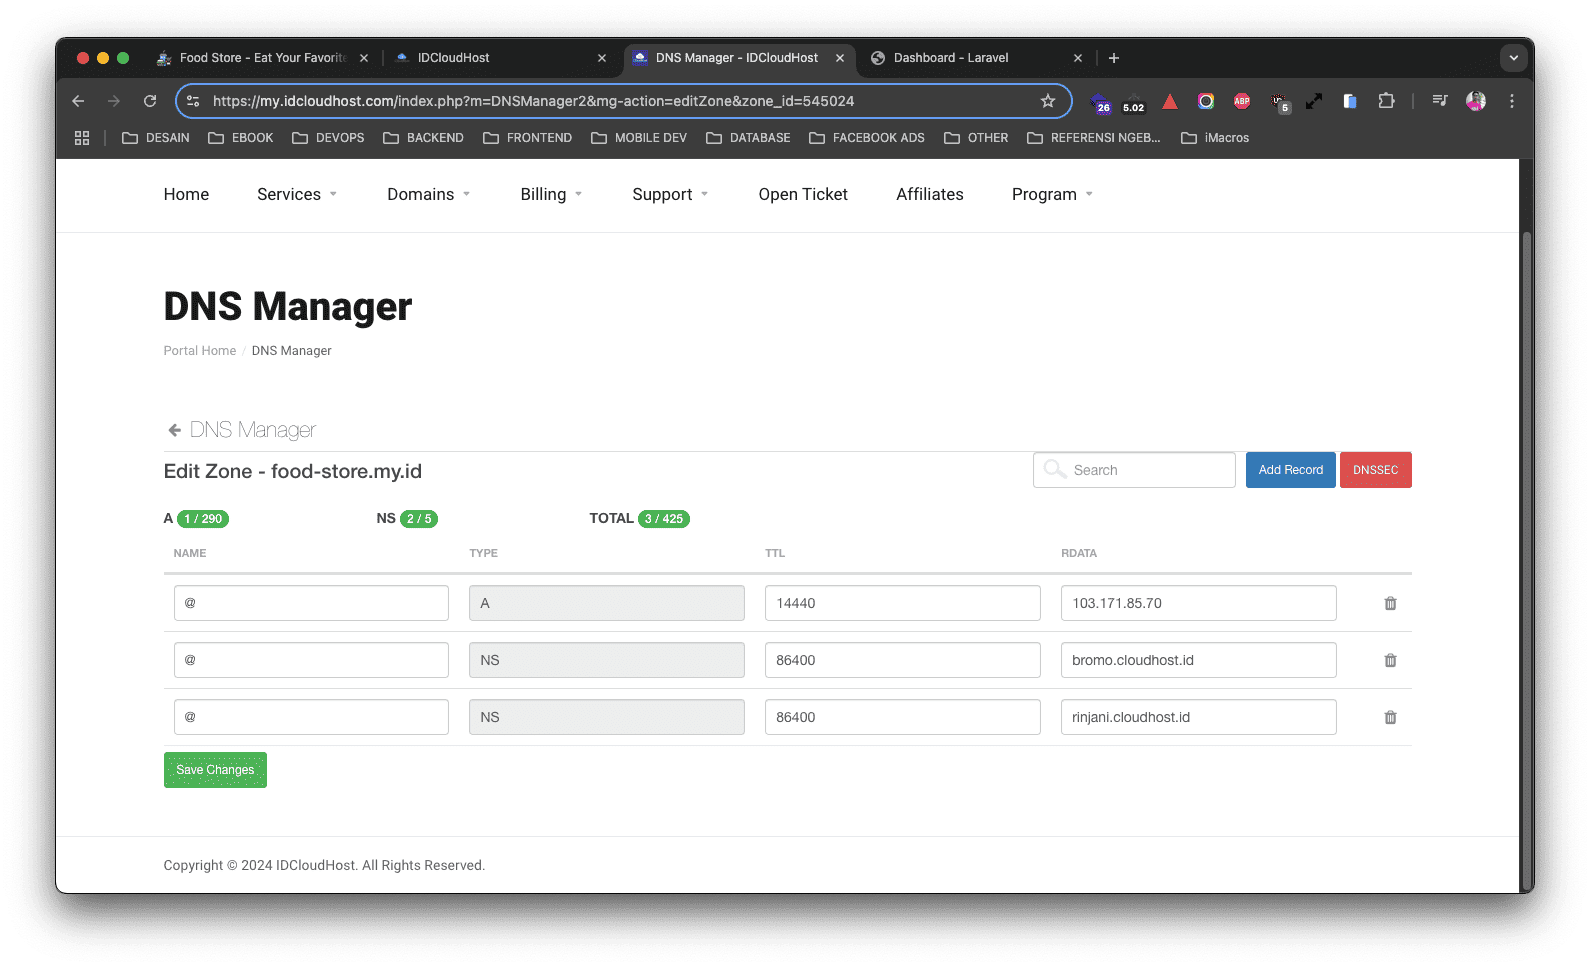 Food Store - Eat Your Favorite
IDCloudHost
DNS Manager - IDCloudHost
Dashboard - Laravel
https://my.idcloudhost.com/index.php?m=DNSManager2&mg-action=editZone&zone_id=545024
26
5.02
ABP
5
DESAIN
EBOOK
DEVOPS
BACKEND
FRONTEND
MOBILE DEV
DATABASE
FACEBOOK ADS
OTHER
REFERENSI NGEB...
iMacros
Home
Services
Domains
Billing
Support
Open Ticket
Affiliates
Program
DNS Manager
Portal Home / DNS Manager
DNS Manager
Edit Zone - food-store.my.id
Search
Add Record
DNSSEC
A 1 / 290
NS 2 / 5
TOTAL 3 / 425
NAME TYPE TTL RDATA
@ A 14440 103.171.85.70
@ NS 86400 bromo.cloudhost.id
@ NS 86400 rinjani.cloudhost.id
Save Changes
Copyright © 2024 IDCloudHost. All Rights Reserved.